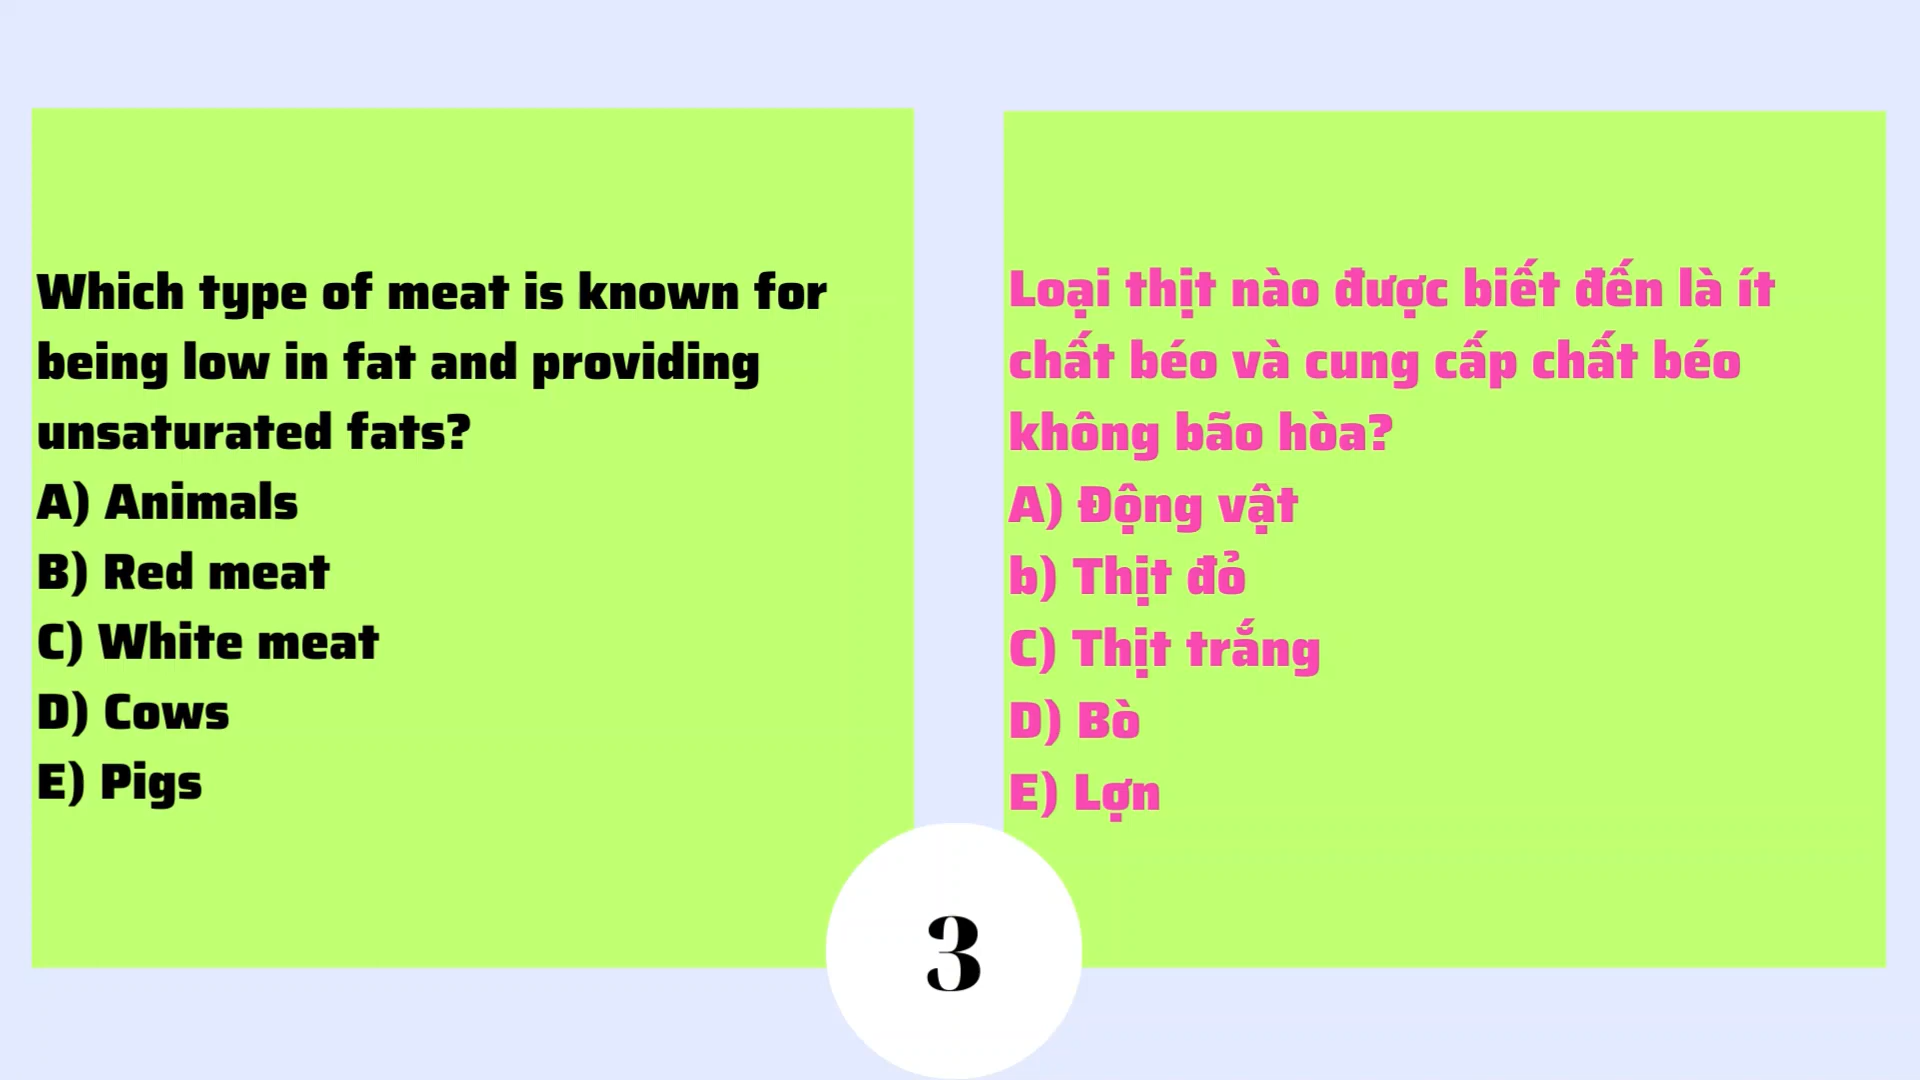 Which type of meat is known for
being low in fat and providing
unsaturated fats?
A) Animals
B) Red meat
C) White meat
D) Cows
E) Pigs
Loại thịt nào được biết đến là ít
chất béo và cung cấp chất béo
không bão hòa?
A) Động vật
b) Thịt đỏ
C) Thịt trắng
D) Bò
E) Lợn
3